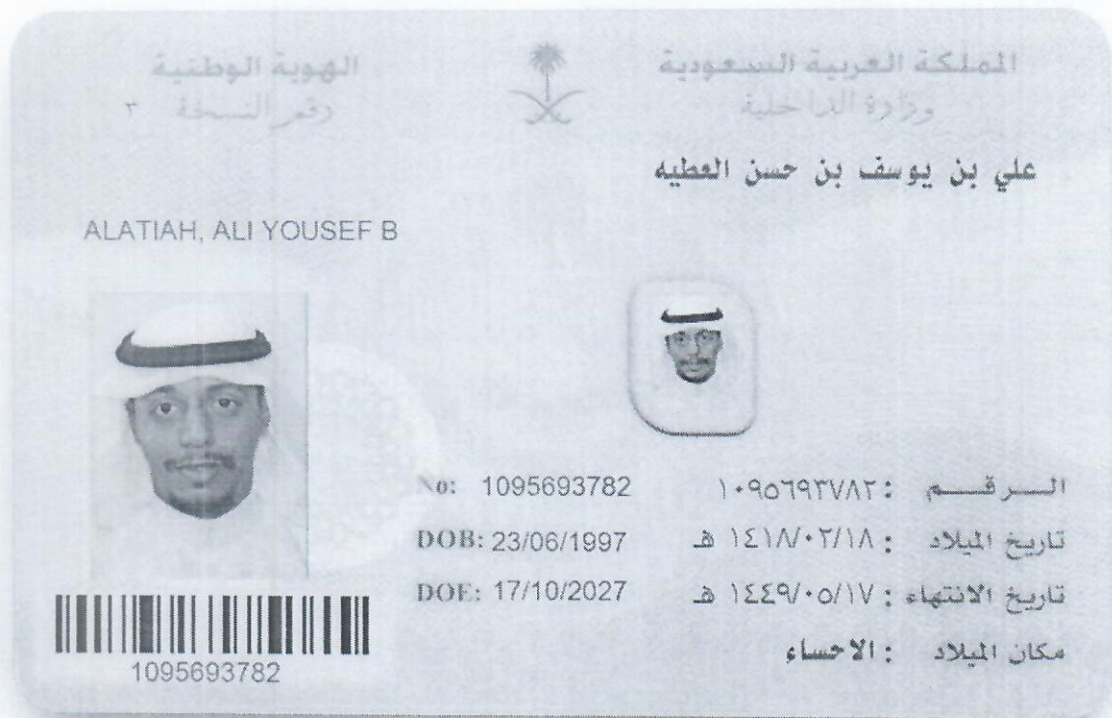 المملكة العربية السعودية
وزارة الداخلية
الهوية الوطنية
رقم النسخة ٣
علي بن يوسف بن حسن العطيه
ALATIAH, ALI YOUSEF B
الرقم : ١٠٩٥٦٩٣٧٨٢ No: 1095693782
تاريخ الميلاد : ١٤١٨/٠٢/١٨ هـ DOB: 23/06/1997
تاريخ الانتهاء : ١٤٤٩/٠٥/١٧ هـ DOE: 17/10/2027
مكان الميلاد : الاحساء
1095693782